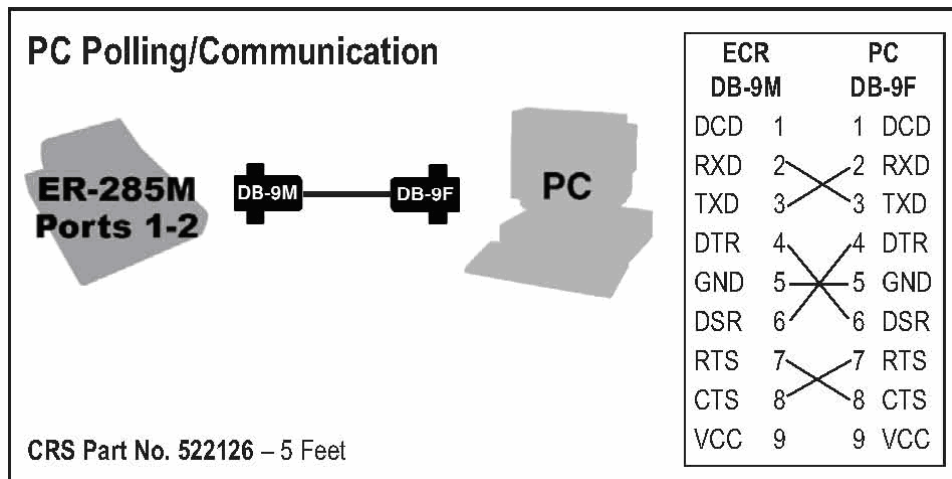 PC Polling/Communication
ER-285M
Ports 1-2
DB-9M
DB-9F
PC
CRS Part No. 522126 – 5 Feet
ECR PC
DB-9M DB-9F
DCD 1 1 DCD
RXD 2 2 RXD
TXD 3 3 TXD
DTR 4 4 DTR
GND 5 5 GND
DSR 6 6 DSR
RTS 7 7 RTS
CTS 8 8 CTS
VCC 9 9 VCC